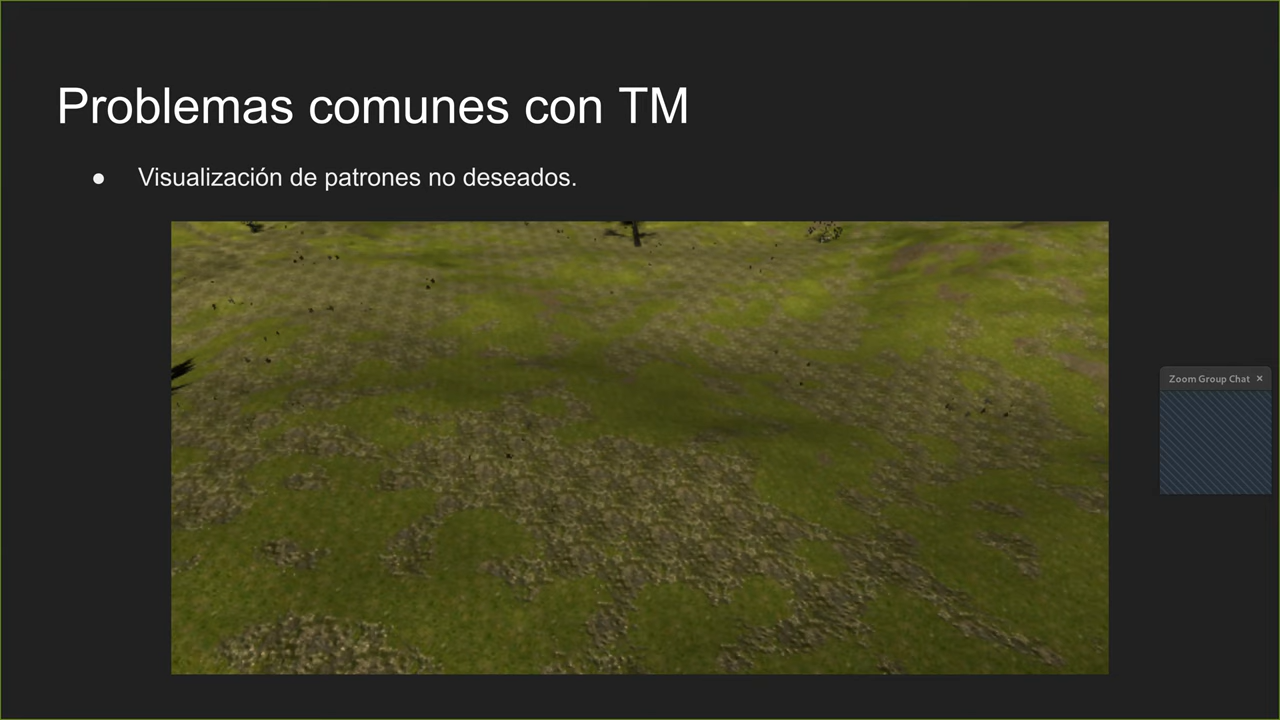 Problemas comunes con TM
● Visualización de patrones no deseados.
Zoom Group Chat ×